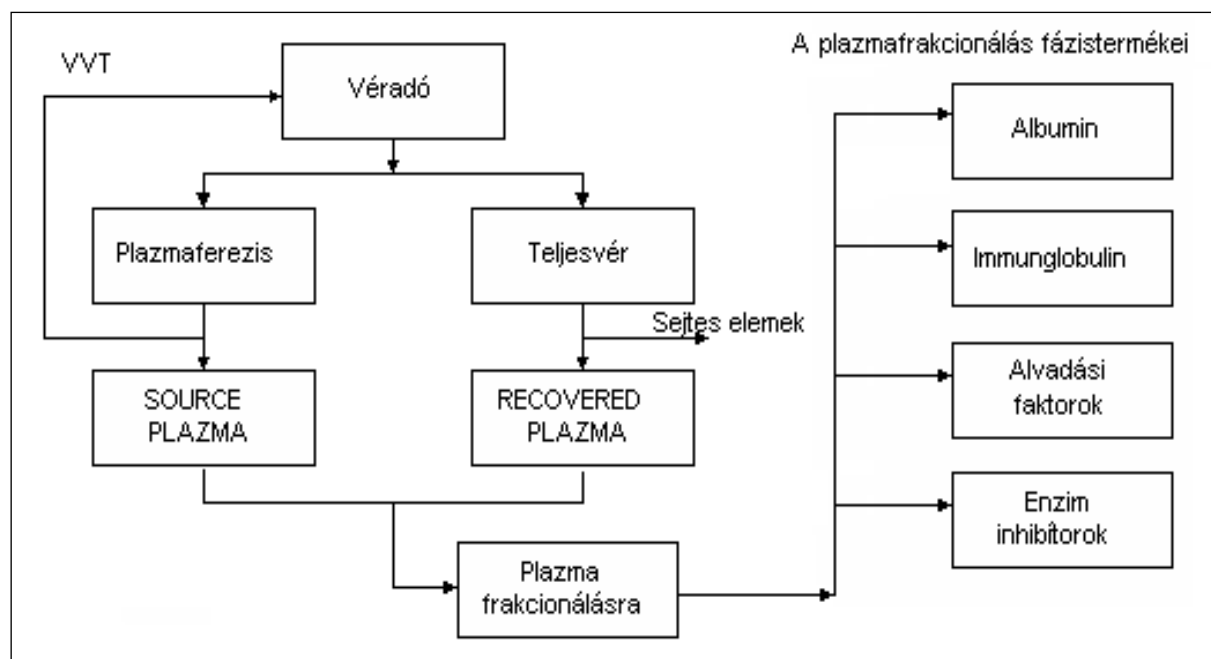 VVT
Véradó
Plazmaferezis
Teljesvér
Sejtes elemek
SOURCE
PLAZMA
RECOVERED
PLAZMA
Plazma
frakcionálásra
A plazmafrakcionálás fázistermékei
Albumin
Immunglobulin
Alvadási
faktorok
Enzim
inhibítorok